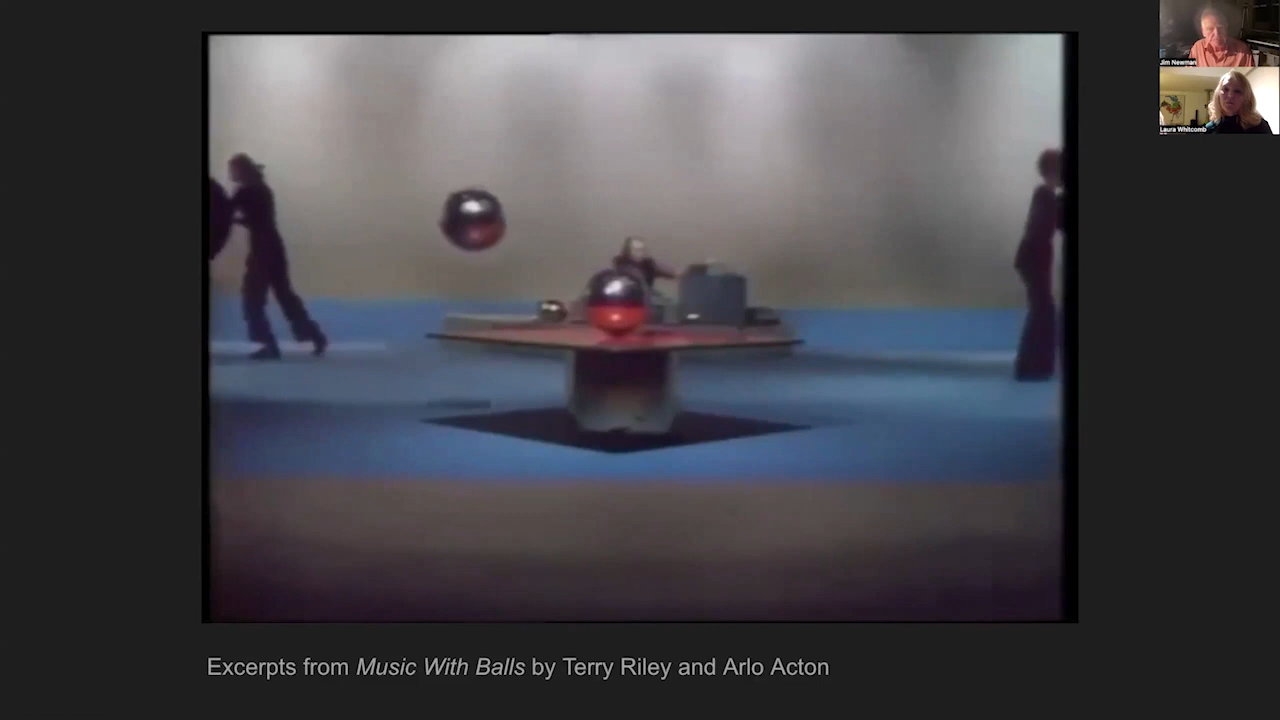 Jim Newman
Laura Whitcomb
Excerpts from Music With Balls by Terry Riley and Arlo Acton